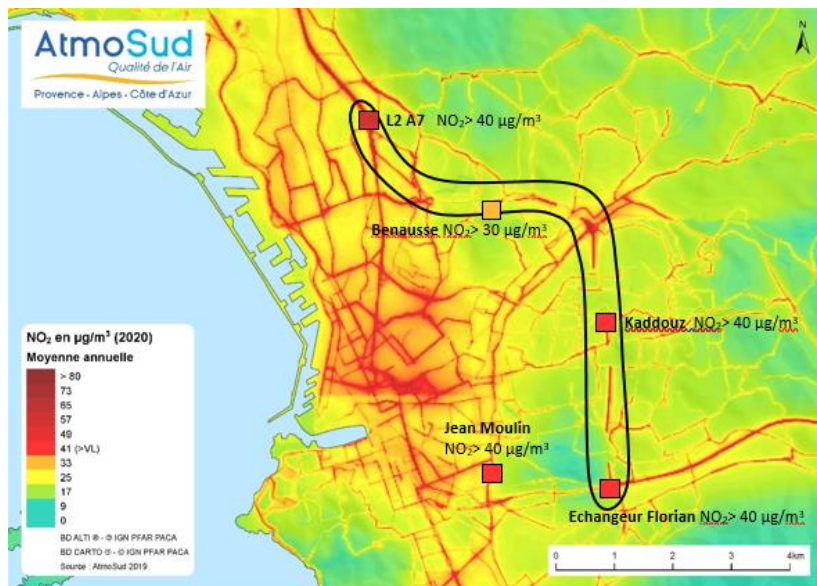 AtmoSud
Qualité de l'Air
Provenance - Alpes - Côte d'Azur
N
L2 A7 NO₂> 40 µg/m³
Benausse NO₂> 30 µg/m³
Kaddouz NO₂> 40 µg/m³
Jean Moulin
NO₂> 40 µg/m³
Echangeur Florian NO₂> 40 µg/m³
NO₂ en µg/m³ (2020)
Moyenne annuelle
> 80
73
65
57
49
41 (>VL)
33
25
17
9
0
BD ALTI ® - © IGN PFAR PACA
BD CARTO ® - © IGN PFAR PACA
Source : AtmoSud 2019
0 1 2 3 4km